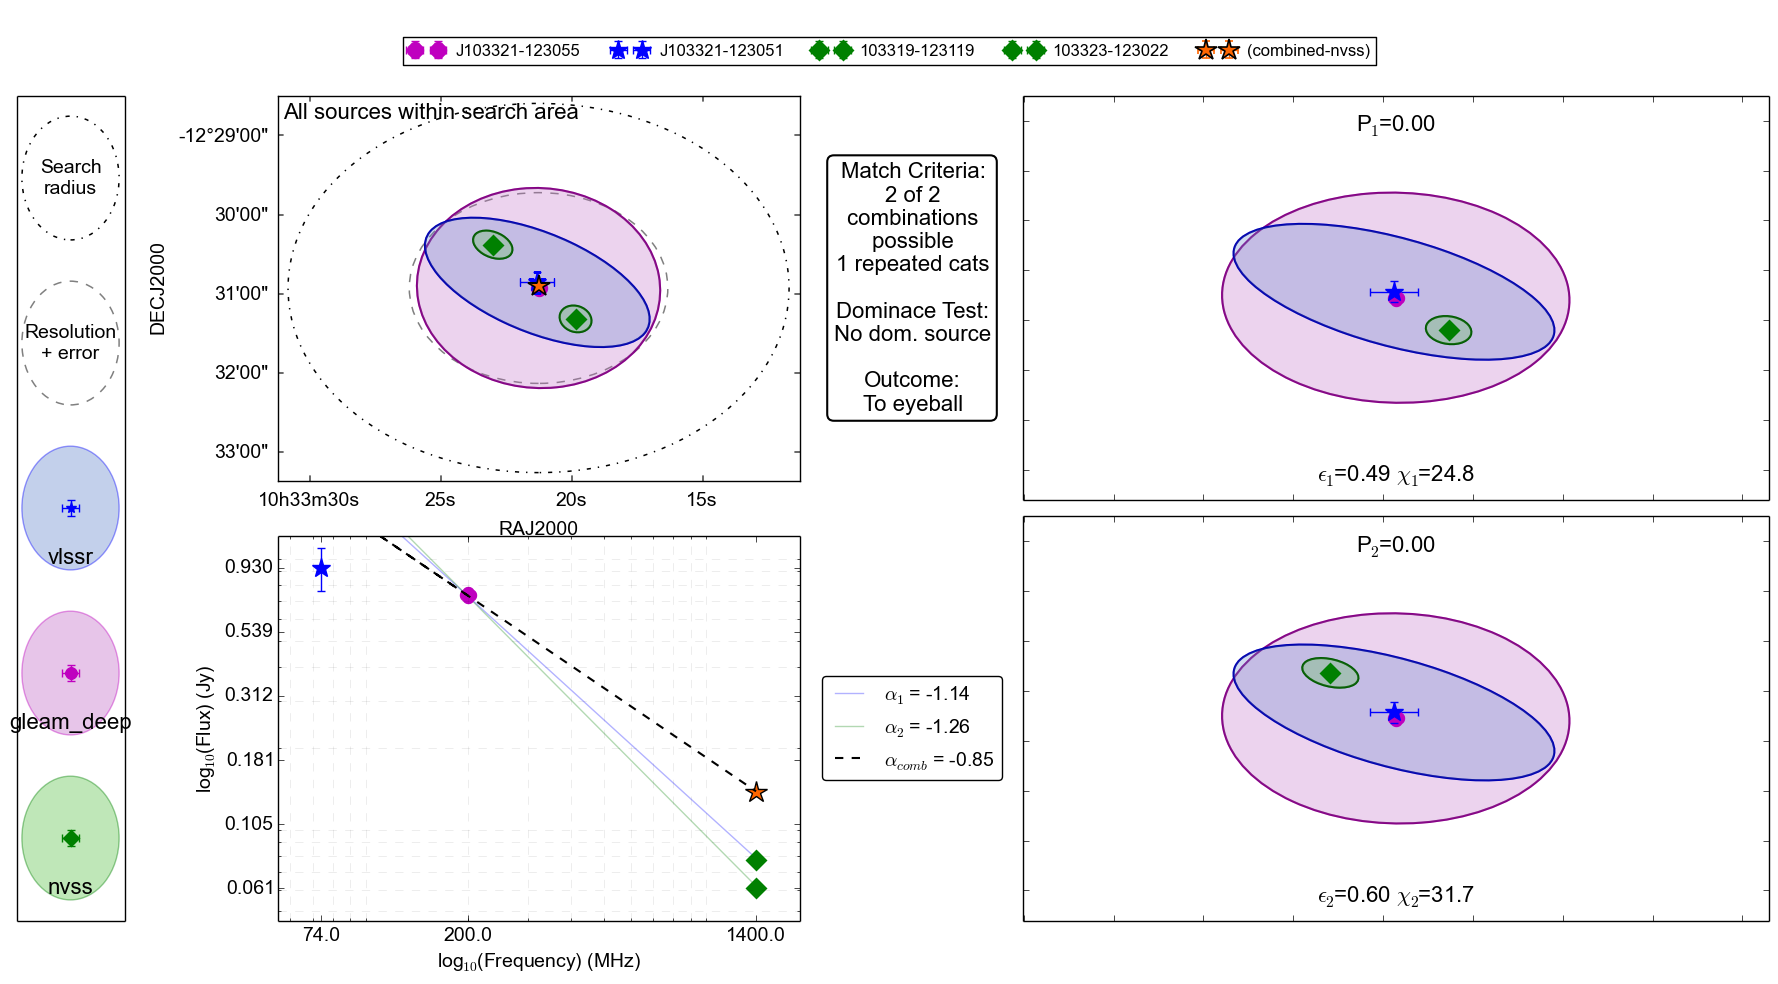 J103321-123055 J103321-123051 103319-123119 103323-123022 (combined-nvss)
Search
radius
Resolution
+ error
vlssr
gleam_deep
nvss
All sources within search area
DECJ2000
-12°29'00"
30'00"
31'00"
32'00"
33'00"
10h33m30s 25s 20s 15s
RAJ2000
Match Criteria:
2 of 2
combinations
possible
1 repeated cats
Dominace Test:
No dom. source
Outcome:
To eyeball
P1=0.00
ϵ1=0.49 χ1=24.8
log10(Flux) (Jy)
0.930
0.539
0.312
0.181
0.105
0.061
74.0 200.0 1400.0
log10(Frequency) (MHz)
α1 = -1.14
α2 = -1.26
αcomb = -0.85
P2=0.00
ϵ2=0.60 χ2=31.7